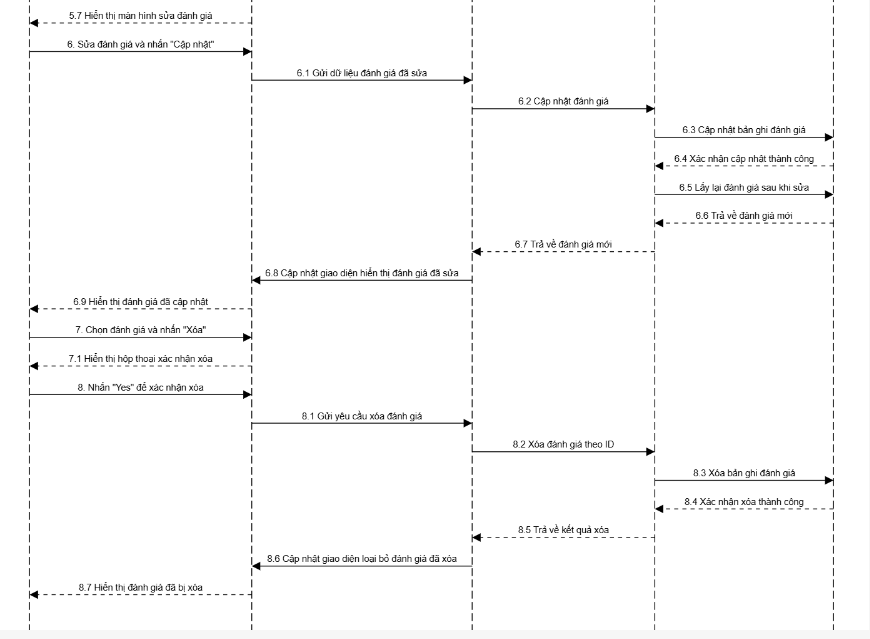 5.7 Hiển thị màn hình sửa đánh giá
6. Sửa đánh giá và nhấn "Cập nhật"
6.1 Gửi dữ liệu đánh giá đã sửa
6.2 Cập nhật đánh giá
6.3 Cập nhật bản ghi đánh giá
6.4 Xác nhận cập nhật thành công
6.5 Lấy lại đánh giá sau khi sửa
6.6 Trả về đánh giá mới
6.7 Trả về đánh giá mới
6.8 Cập nhật giao diện hiển thị đánh giá đã sửa
6.9 Hiển thị đánh giá đã cập nhật
7. Chọn đánh giá và nhấn "Xóa"
7.1 Hiển thị hộp thoại xác nhận xóa
8. Nhấn "Yes" để xác nhận xóa
8.1 Gửi yêu cầu xóa đánh giá
8.2 Xóa đánh giá theo ID
8.3 Xóa bản ghi đánh giá
8.4 Xác nhận xóa thành công
8.5 Trả về kết quả xóa
8.6 Cập nhật giao diện loại bỏ đánh giá đã xóa
8.7 Hiển thị đánh giá đã bị xóa